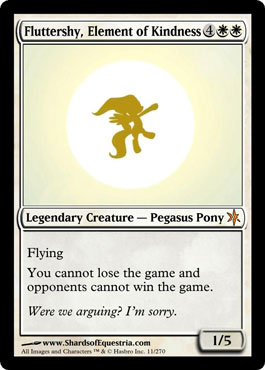 Fluttershy, Element of Kindness 4
Legendary Creature — Pegasus Pony
Flying
You cannot lose the game and
opponents cannot win the game.
Were we arguing? I'm sorry.
www.ShardsofEquestria.com
All Images and Characters ™ & © Hasbro Inc. 11/270
1/5